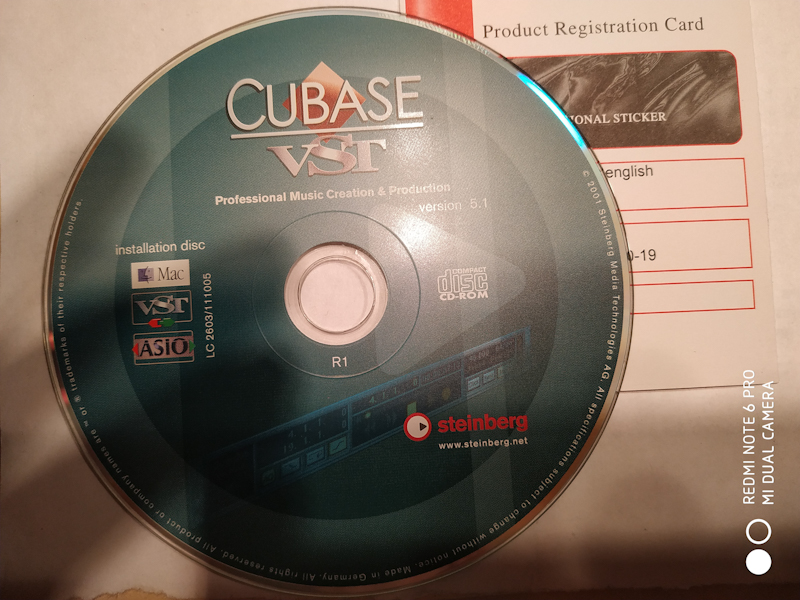 Product Registration Card
IONAL STICKER
english
0-19
CUBASE
VST
Professional Music Creation & Production
version 5.1
installation disc
Mac
VST
ASIO
LC 2603/111005
COMPACT
disc
CD-ROM
R1
steinberg
www.steinberg.net
© 2001 Steinberg Media Technologies AG. All specifications subject to change without notice. Made in Germany. All rights reserved. All product or company names are ™ or ® trademarks of their respective holders.
REDMI NOTE 6 PRO
MI DUAL CAMERA